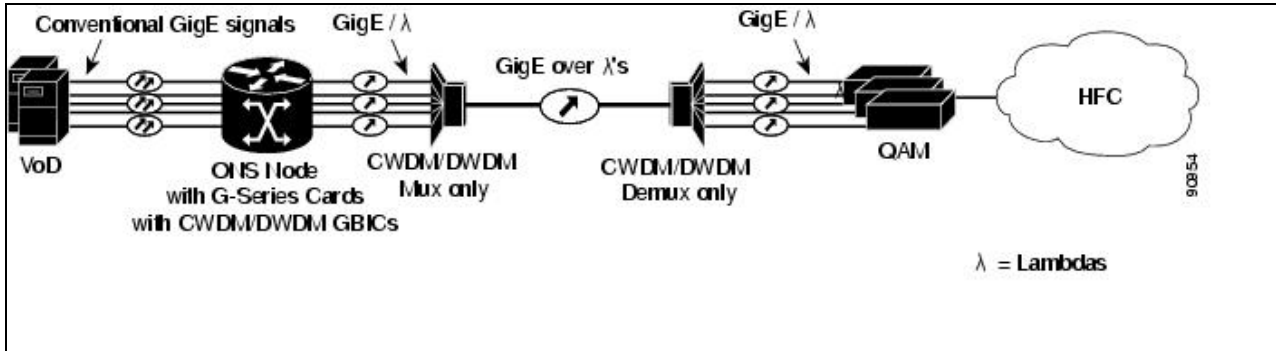 Conventional GigE signals
GigE / λ
GigE over λ's
GigE / λ
λ
HFC
VoD
ONS Node
with G-Series Cards
with CWDM/DWDM GBICs
CWDM/DWDM
Mux only
CWDM/DWDM
Demux only
QAM
90854
λ = Lambdas